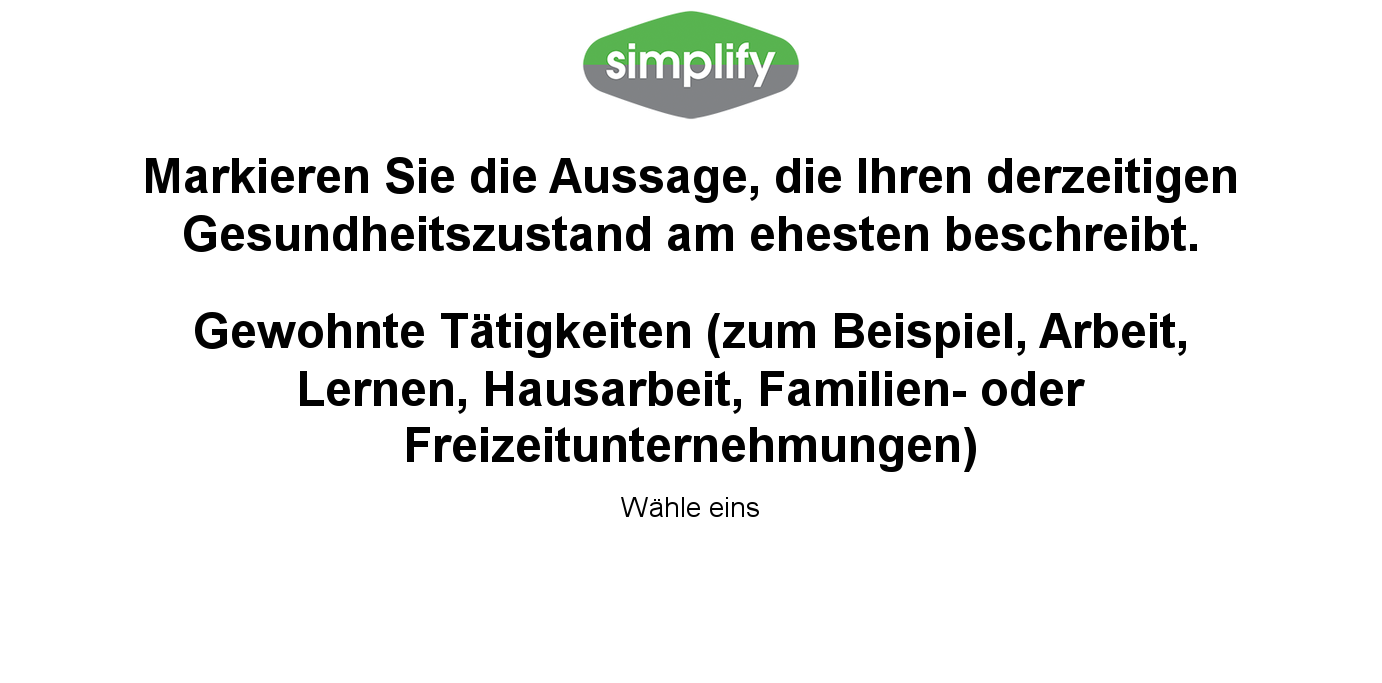 simplify
Markieren Sie die Aussage, die Ihren derzeitigen
Gesundheitszustand am ehesten beschreibt.
Gewohnte Tätigkeiten (zum Beispiel, Arbeit,
Lernen, Hausarbeit, Familien- oder
Freizeitunternehmungen)
Wähle eins